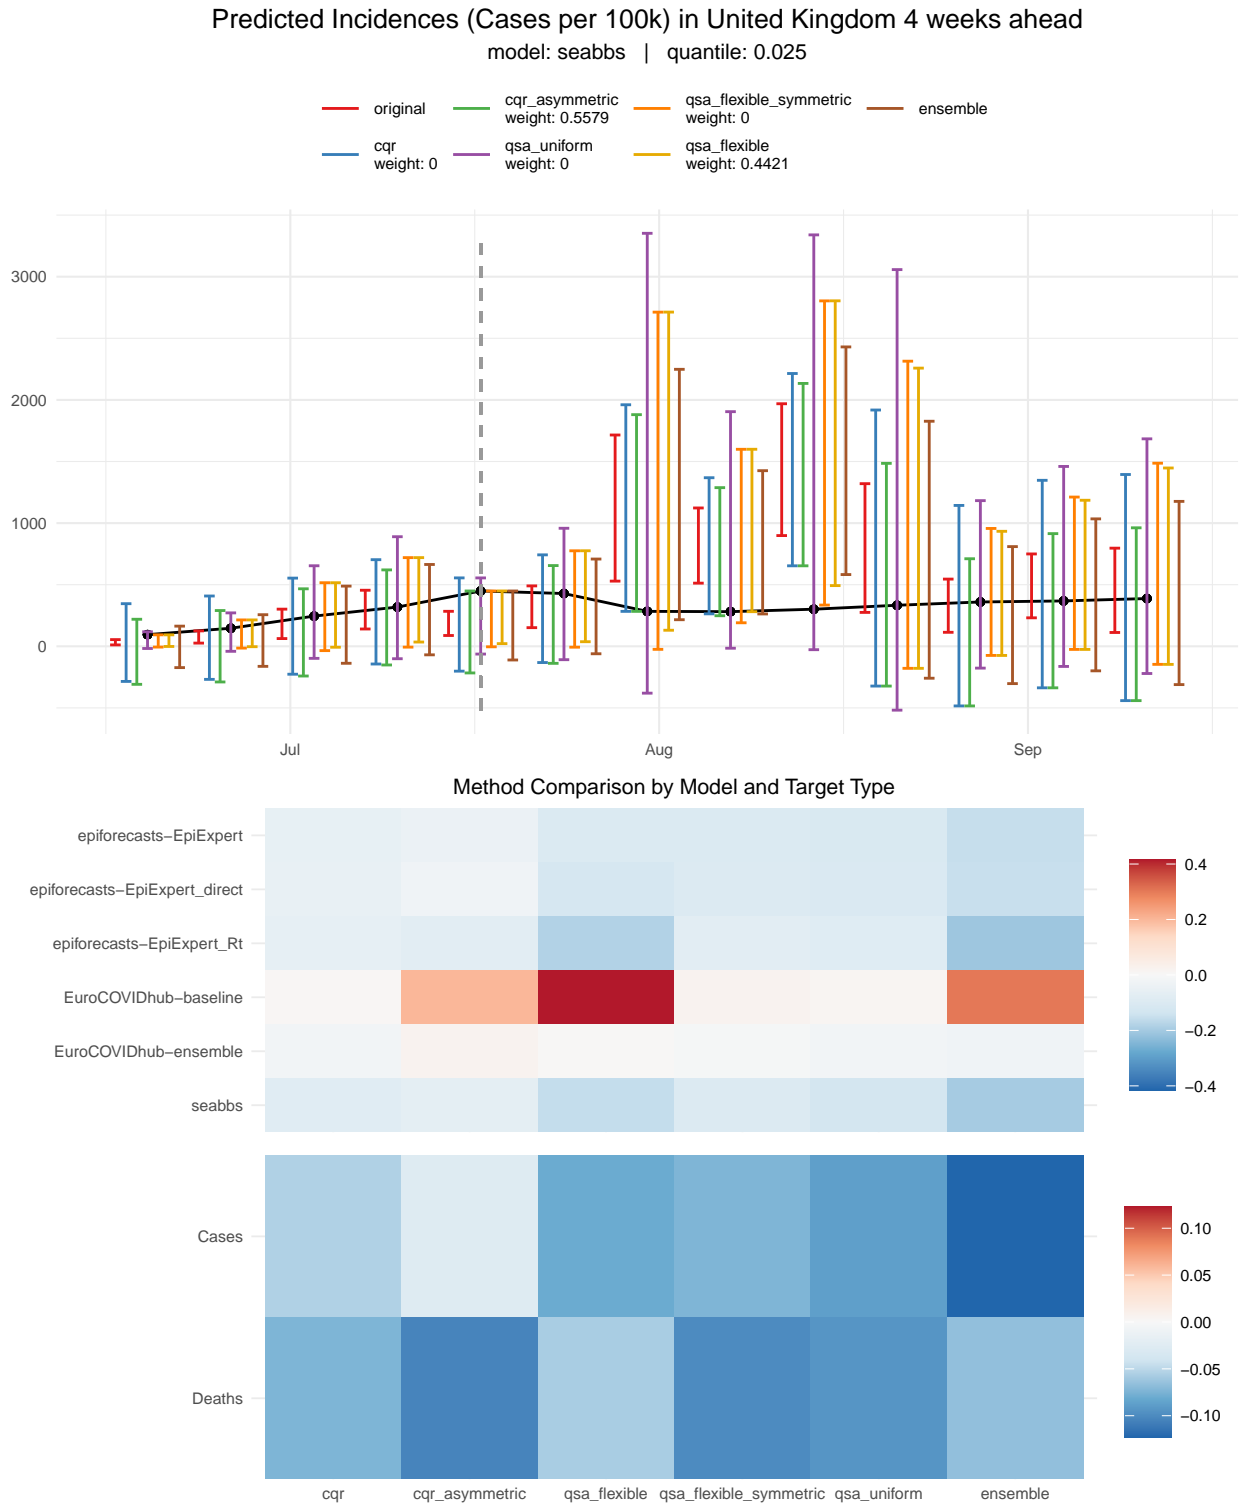 Predicted Incidences (Cases per 100k) in United Kingdom 4 weeks ahead
model: seabbs | quantile: 0.025
original
cqr_asymmetric
weight: 0.5579
qsa_flexible_symmetric
weight: 0
ensemble
cqr
weight: 0
qsa_uniform
weight: 0
qsa_flexible
weight: 0.4421
3000
2000
1000
0
Jul
Aug
Sep
Method Comparison by Model and Target Type
epiforecasts−EpiExpert
epiforecasts−EpiExpert_direct
epiforecasts−EpiExpert_Rt
EuroCOVIDhub−baseline
EuroCOVIDhub−ensemble
seabbs
0.4
0.2
0.0
−0.2
−0.4
Cases
Deaths
0.10
0.05
0.00
−0.05
−0.10
cqr
cqr_asymmetric
qsa_flexible
qsa_flexible_symmetric
qsa_uniform
ensemble